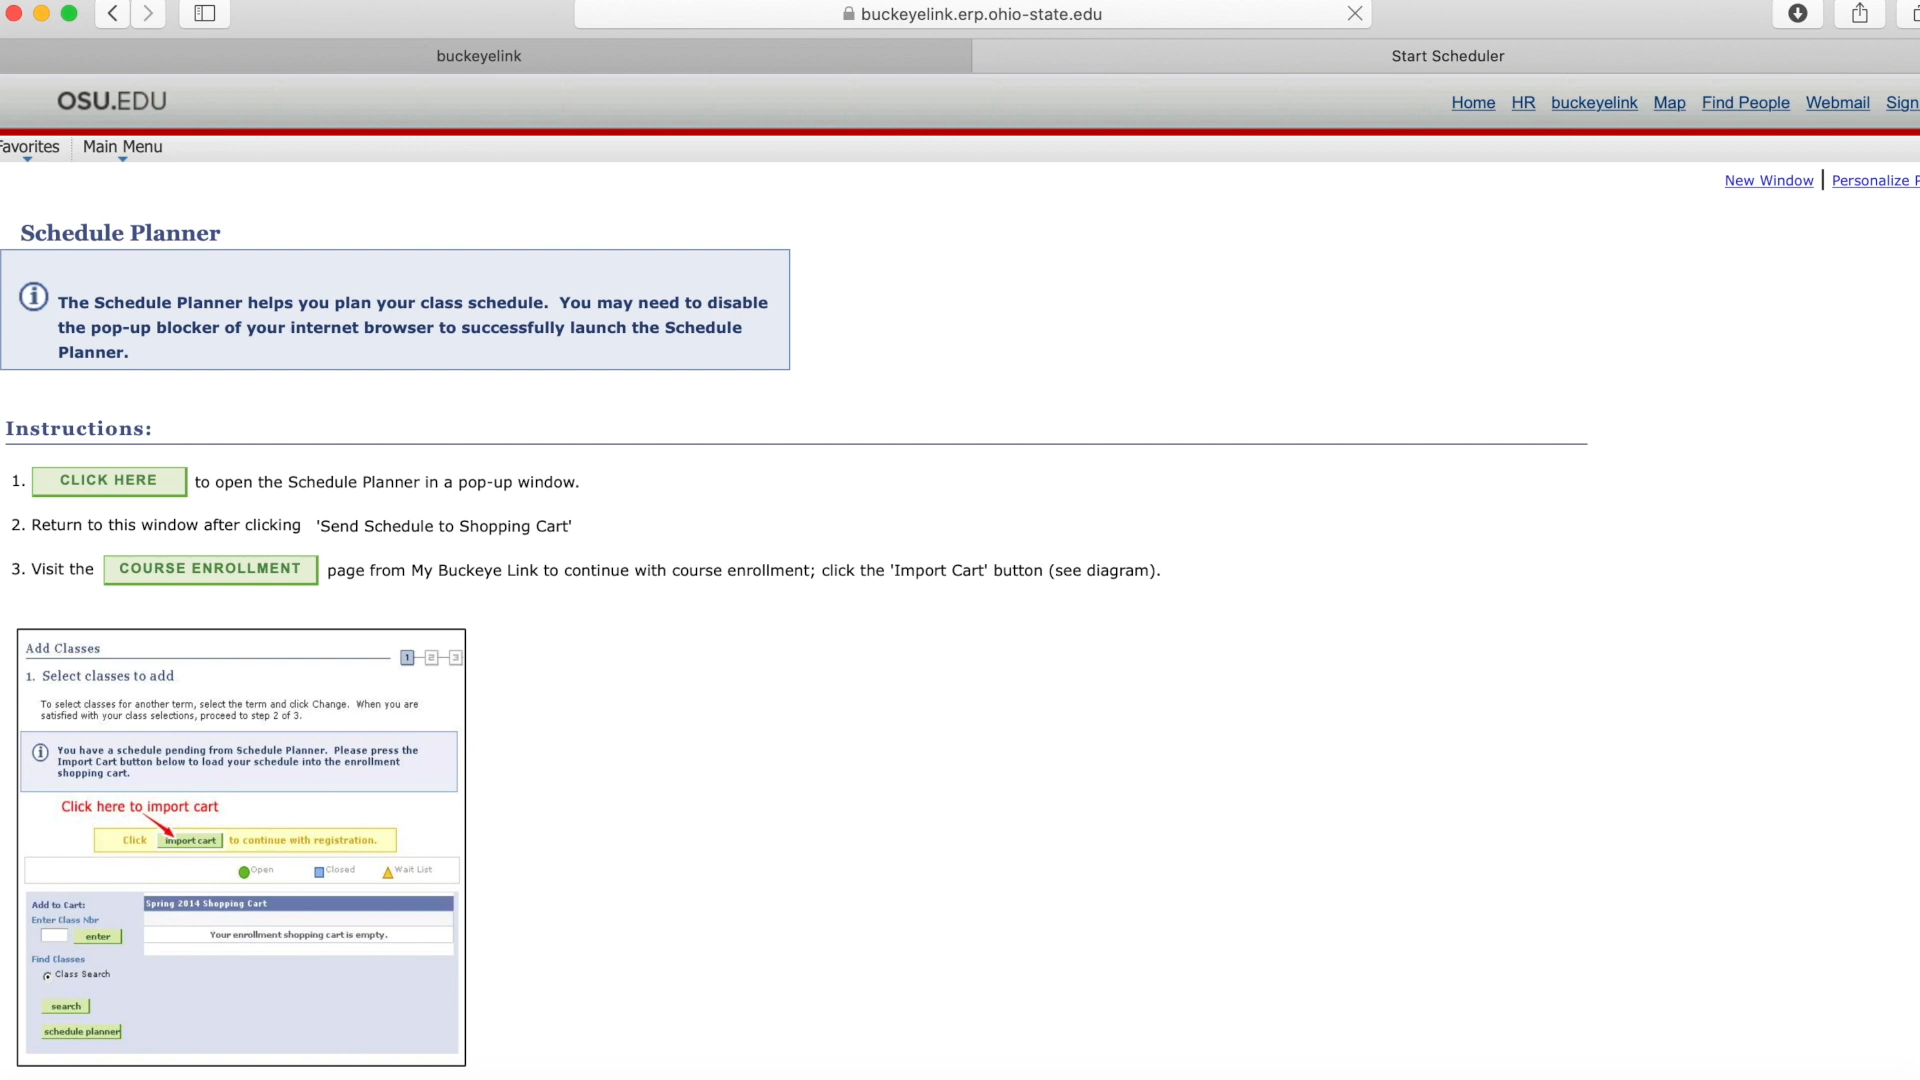 buckeyelink.erp.ohio-state.edu
buckeyelink
Start Scheduler
OSU.EDU
Home HR buckeyelink Map Find People Webmail Sign
Favorites Main Menu
New Window | Personalize P
Schedule Planner
The Schedule Planner helps you plan your class schedule. You may need to disable
the pop-up blocker of your internet browser to successfully launch the Schedule
Planner.
Instructions:
1. CLICK HERE to open the Schedule Planner in a pop-up window.
2. Return to this window after clicking 'Send Schedule to Shopping Cart'
3. Visit the COURSE ENROLLMENT page from My Buckeye Link to continue with course enrollment; click the 'Import Cart' button (see diagram).
Add Classes
1 2 3
1. Select classes to add
To select classes for another term, select the term and click Change. When you are
satisfied with your class selections, proceed to step 2 of 3.
You have a schedule pending from Schedule Planner. Please press the
Import Cart button below to load your schedule into the enrollment
shopping cart.
Click here to import cart
Click import cart to continue with registration.
Open Closed Wait List
Add to Cart:
Spring 2014 Shopping Cart
Enter Class Nbr
enter
Your enrollment shopping cart is empty.
Find Classes
Class Search
search
schedule planner